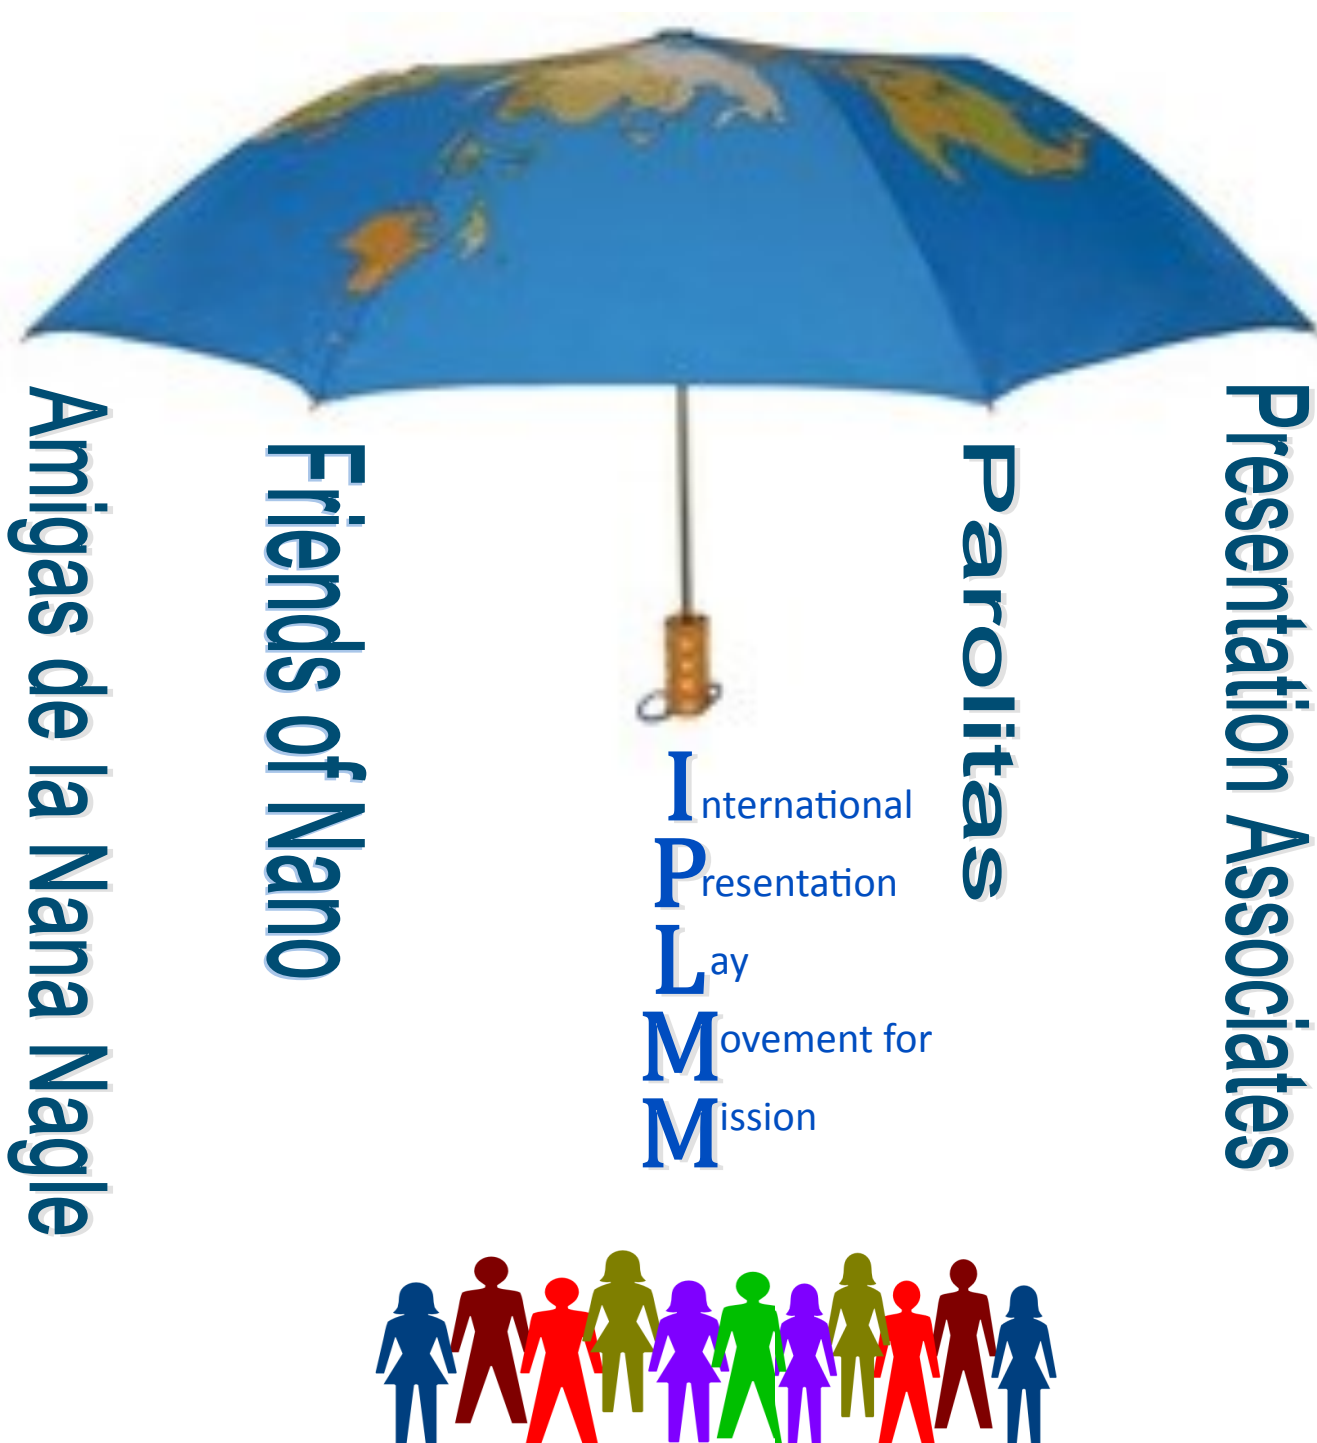 Amigas de la Nana Nagle
Friends of Nano
International
Presentation
Lay
Movement for
Mission
Parolitas
Presentation Associates